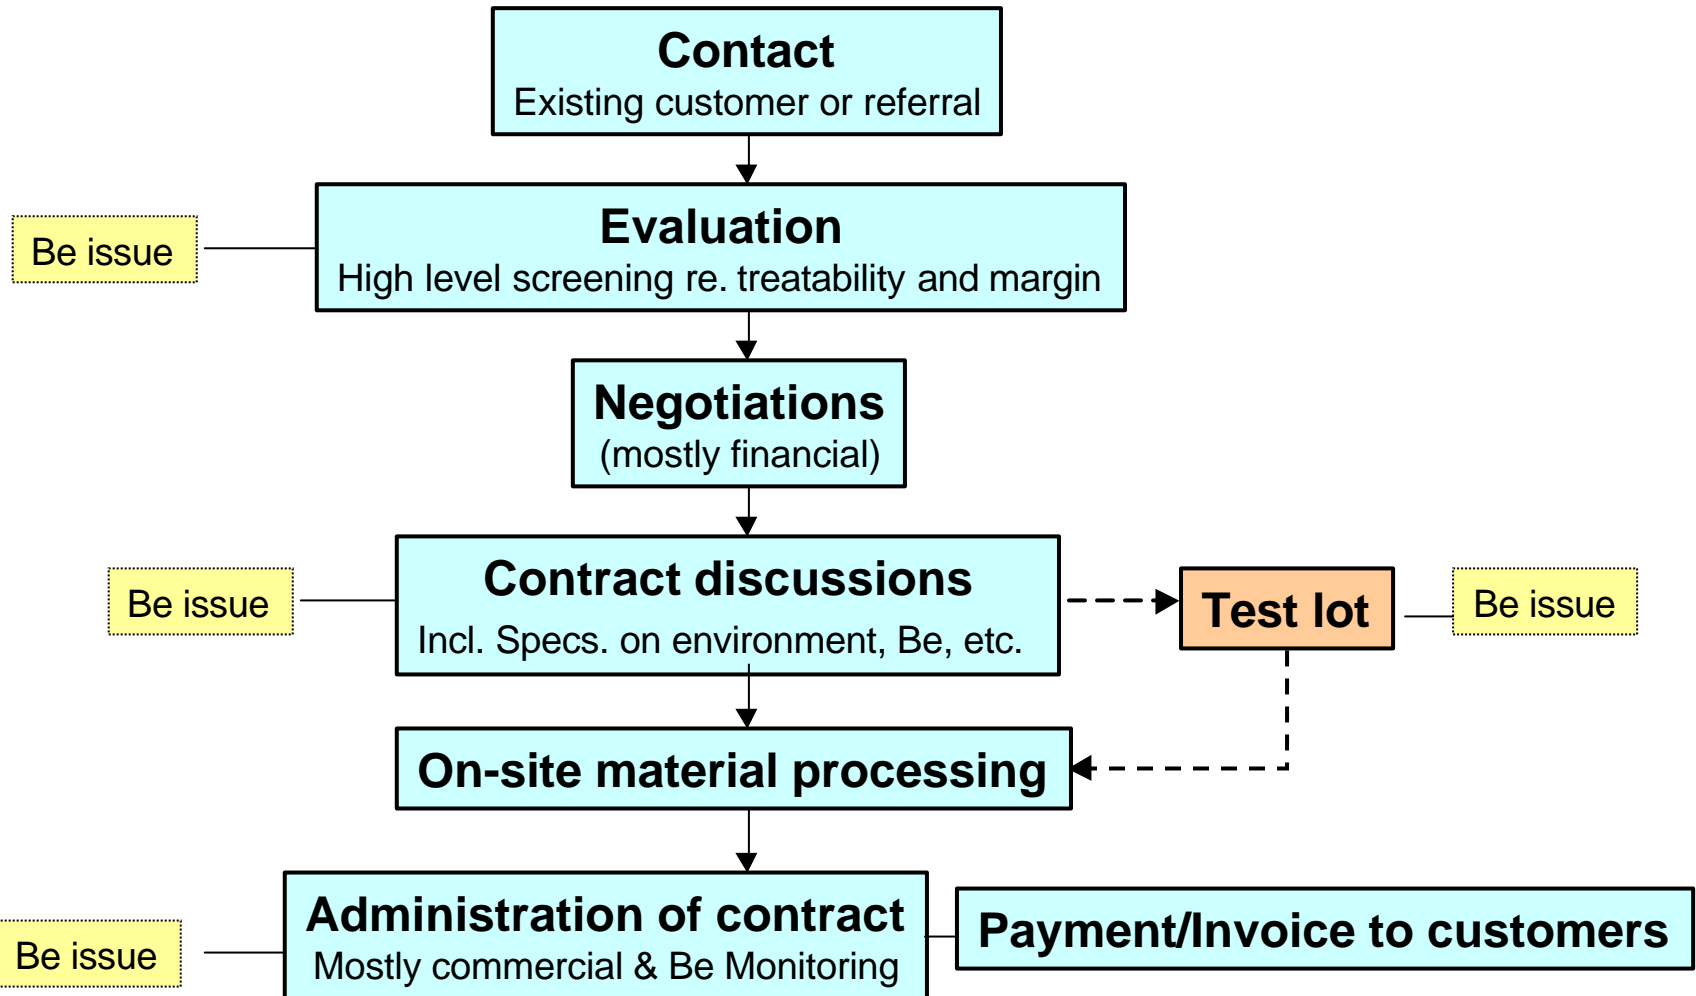 Contact
Existing customer or referral
Be issue
Evaluation
High level screening re. treatability and margin
Negotiations
(mostly financial)
Be issue
Contract discussions
Incl. Specs. on environment, Be, etc.
Test lot
Be issue
On-site material processing
Be issue
Administration of contract
Mostly commercial & Be Monitoring
Payment/Invoice to customers